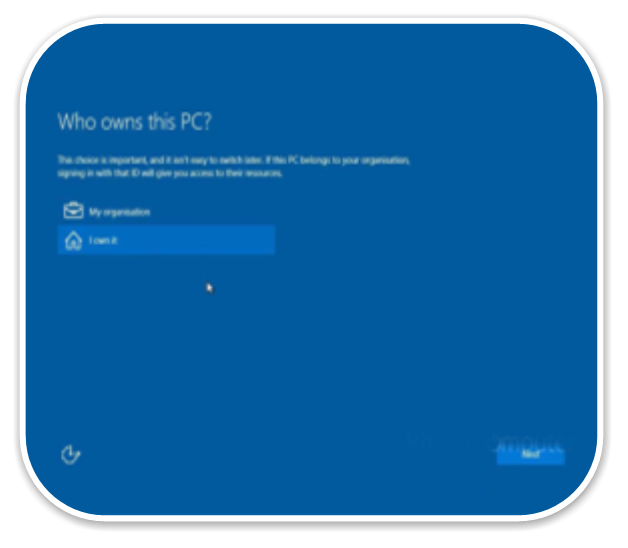 Who owns this PC?
This choice is important, and it isn't easy to switch later. If this PC belongs to your organisation,
signing in with that ID will give you access to their resources.
My organisation
I own it
Next